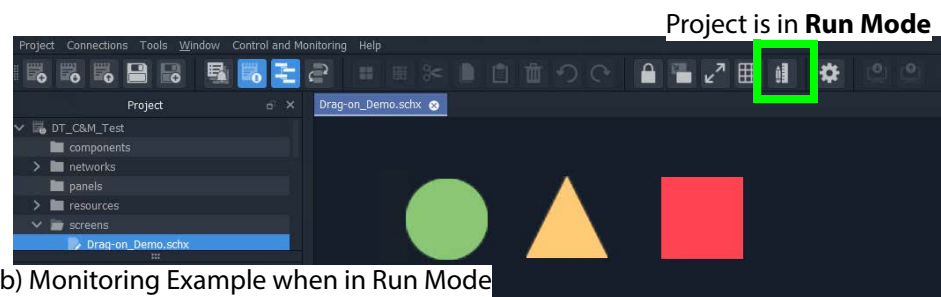 Project is in Run Mode
Project Connections Tools Window Control and Monitoring Help
Project
Drag-on_Demo.schx
DT_C&M_Test
components
networks
panels
resources
screens
Drag-on_Demo.schx
b) Monitoring Example when in Run Mode